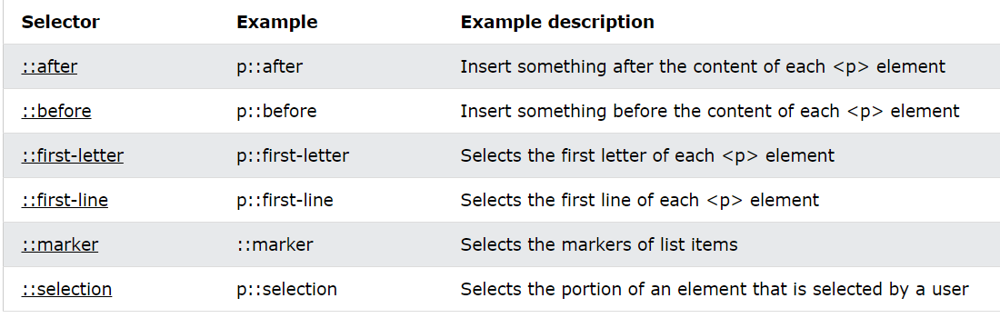 Selector Example Example description
::after p::after Insert something after the content of each <p> element
::before p::before Insert something before the content of each <p> element
::first-letter p::first-letter Selects the first letter of each <p> element
::first-line p::first-line Selects the first line of each <p> element
::marker ::marker Selects the markers of list items
::selection p::selection Selects the portion of an element that is selected by a user